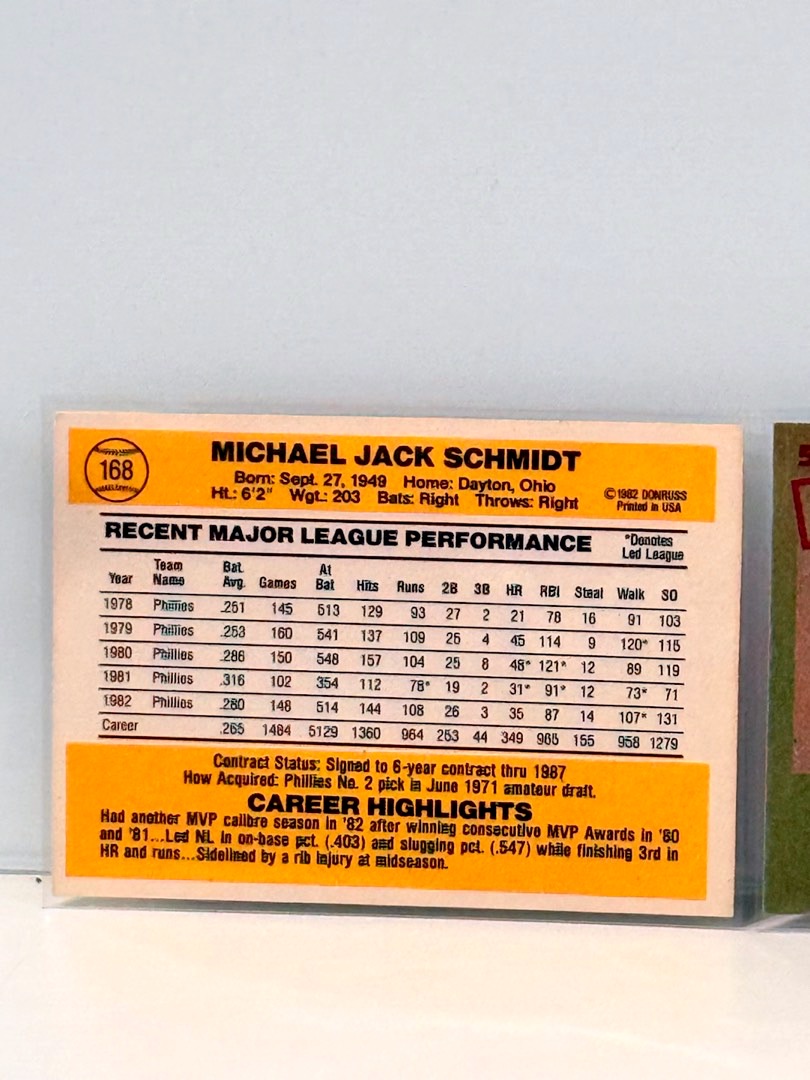 168
MICHAEL JACK SCHMIDT
Born: Sept. 27, 1949 Home: Dayton, Ohio
Ht.: 6'2" Wgt.: 203 Bats: Right Throws: Right
©1982 DONRUSS
Printed in USA
RECENT MAJOR LEAGUE PERFORMANCE
*Denotes
Led League
Year Team Name Bat. Avg. Games At Bat Hits Runs 2B 3B HR RBI Steal Walk SO
1978 Phillies .251 145 513 129 93 27 2 21 78 16 91 103
1979 Phillies .253 160 541 137 109 25 4 45 114 9 120* 115
1980 Phillies .286 150 548 157 104 25 8 48* 121* 12 89 119
1981 Phillies .316 102 354 112 78* 19 2 31* 91* 12 73* 71
1982 Phillies .280 148 514 144 108 26 3 35 87 14 107* 131
Career .265 1484 5129 1360 964 253 44 349 965 155 958 1279
Contract Status: Signed to 6-year contract thru 1987
How Acquired: Phillies No. 2 pick in June 1971 amateur draft.
CAREER HIGHLIGHTS
Had another MVP calibre season in '82 after winning consecutive MVP Awards in '80
and '81...Led NL in on-base pct. (.403) and slugging pct. (.547) while finishing 3rd in
HR and runs...Sidelined by a rib injury at midseason.